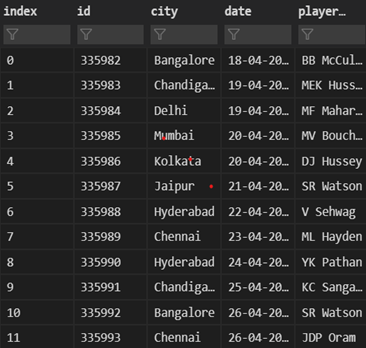 index id city date player…
0 335982 Bangalore 18-04-20… BB McCul…
1 335983 Chandiga… 19-04-20… MEK Huss…
2 335984 Delhi 19-04-20… MF Mahar…
3 335985 Mumbai 20-04-20… MV Bouch…
4 335986 Kolkata 20-04-20… DJ Hussey
5 335987 Jaipur 21-04-20… SR Watson
6 335988 Hyderabad 22-04-20… V Sehwag
7 335989 Chennai 23-04-20… ML Hayden
8 335990 Hyderabad 24-04-20… YK Pathan
9 335991 Chandiga… 25-04-20… KC Sanga…
10 335992 Bangalore 26-04-20… SR Watson
11 335993 Chennai 26-04-20… JDP Oram